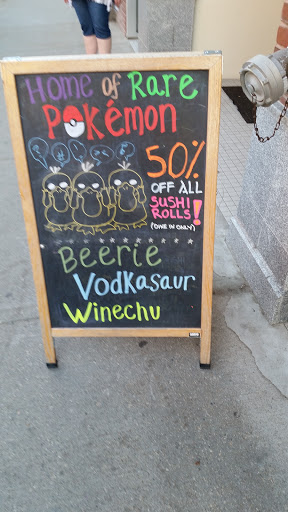 Home of Rare
Pokémon
50%
OFF ALL
SUSHI
ROLLS!
(DINE IN ONLY)
Beerie
Vodkasaur
Winechu